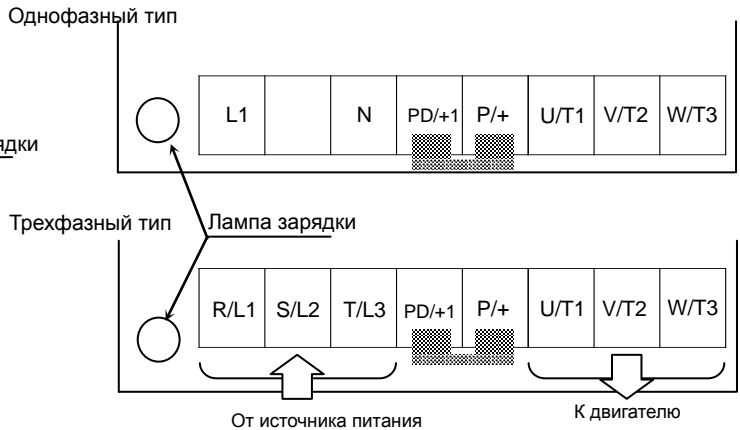 Однофазный тип
L1 N PD/+1 P/+ U/T1 V/T2 W/T3
ядки
Трехфазный тип Лампа зарядки
R/L1 S/L2 T/L3 PD/+1 P/+ U/T1 V/T2 W/T3
От источника питания К двигателю